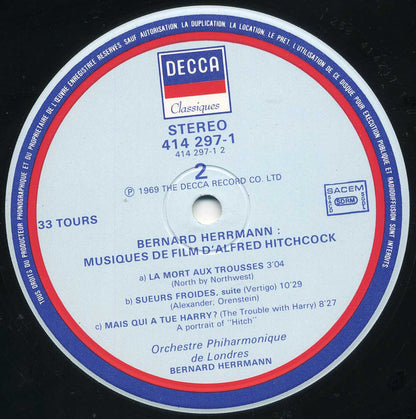 TOUS DROITS DU PRODUCTEUR PHONOGRAPHIQUE ET DU PROPRIETAIRE DE L'ŒUVRE ENREGISTREE RESERVES. SAUF AUTORISATION, LA DUPLICATION, LA LOCATION, LE PRET, L'UTILISATION DE CE DISQUE POUR EXECUTION PUBLIQUE ET RADIODIFFUSION SONT INTERDITS.
DECCA
Classiques
STEREO
414 297-1
414 297-1 2
2
℗ 1969 THE DECCA RECORD CO. LTD
SACEM
SDRM
33 TOURS
BERNARD HERRMANN :
MUSIQUES DE FILM D'ALFRED HITCHCOCK
a) LA MORT AUX TROUSSES 3'04
(North by Northwest)
b) SUEURS FROIDES, suite (Vertigo) 10'29
(Alexander, Orenstein)
c) MAIS QUI A TUE HARRY? (The Trouble with Harry) 8'27
A portrait of "Hitch"
Orchestre Philharmonique
de Londres
BERNARD HERRMANN